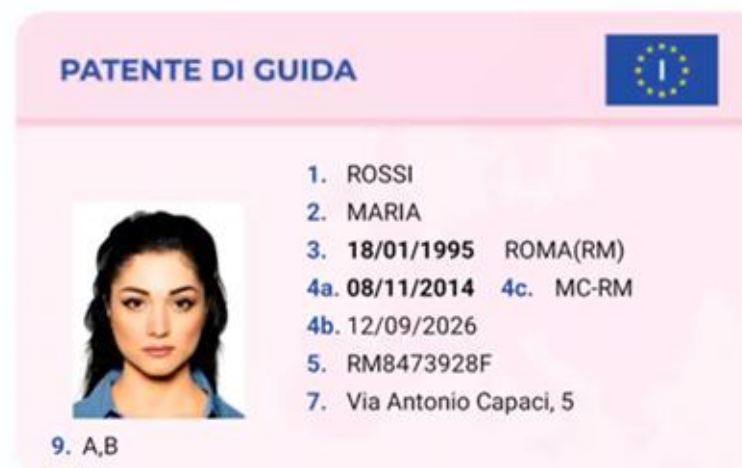 PATENTE DI GUIDA
I
1. ROSSI
2. MARIA
3. 18/01/1995 ROMA(RM)
4a. 08/11/2014 4c. MC-RM
4b. 12/09/2026
5. RM8473928F
7. Via Antonio Capaci, 5
9. A,B